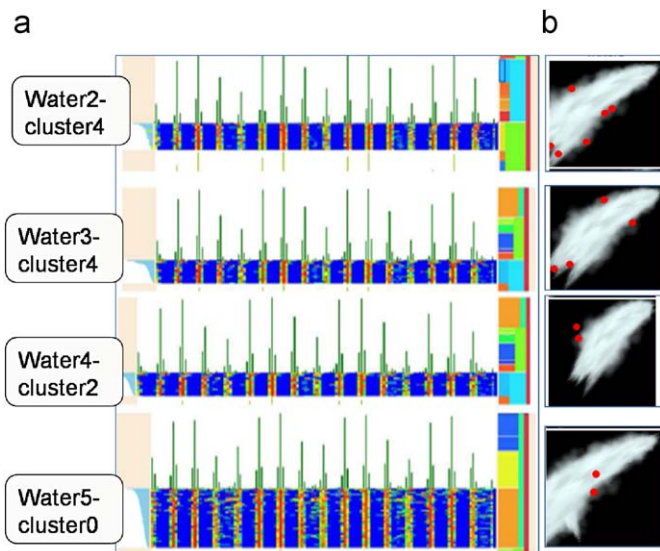 a
b
Water2-
cluster4
Water3-
cluster4
Water4-
cluster2
Water5-
cluster0